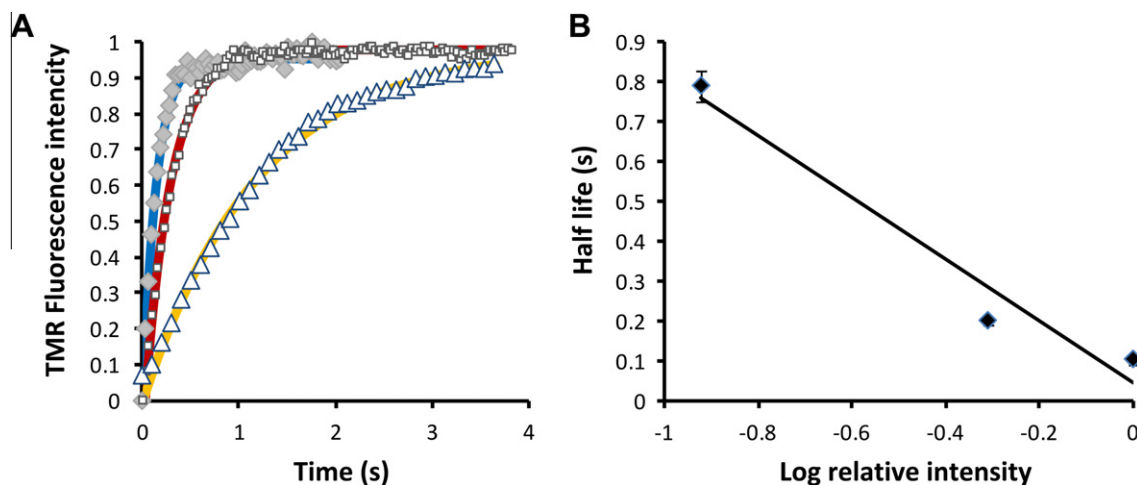 A
TMR Fluorescence intencity
1
0.9
0.8
0.7
0.6
0.5
0.4
0.3
0.2
0.1
0
0 1 2 3 4
Time (s)
B
Half life (s)
0.9
0.8
0.7
0.6
0.5
0.4
0.3
0.2
0.1
0
-1 -0.8 -0.6 -0.4 -0.2 0
Log relative intensity